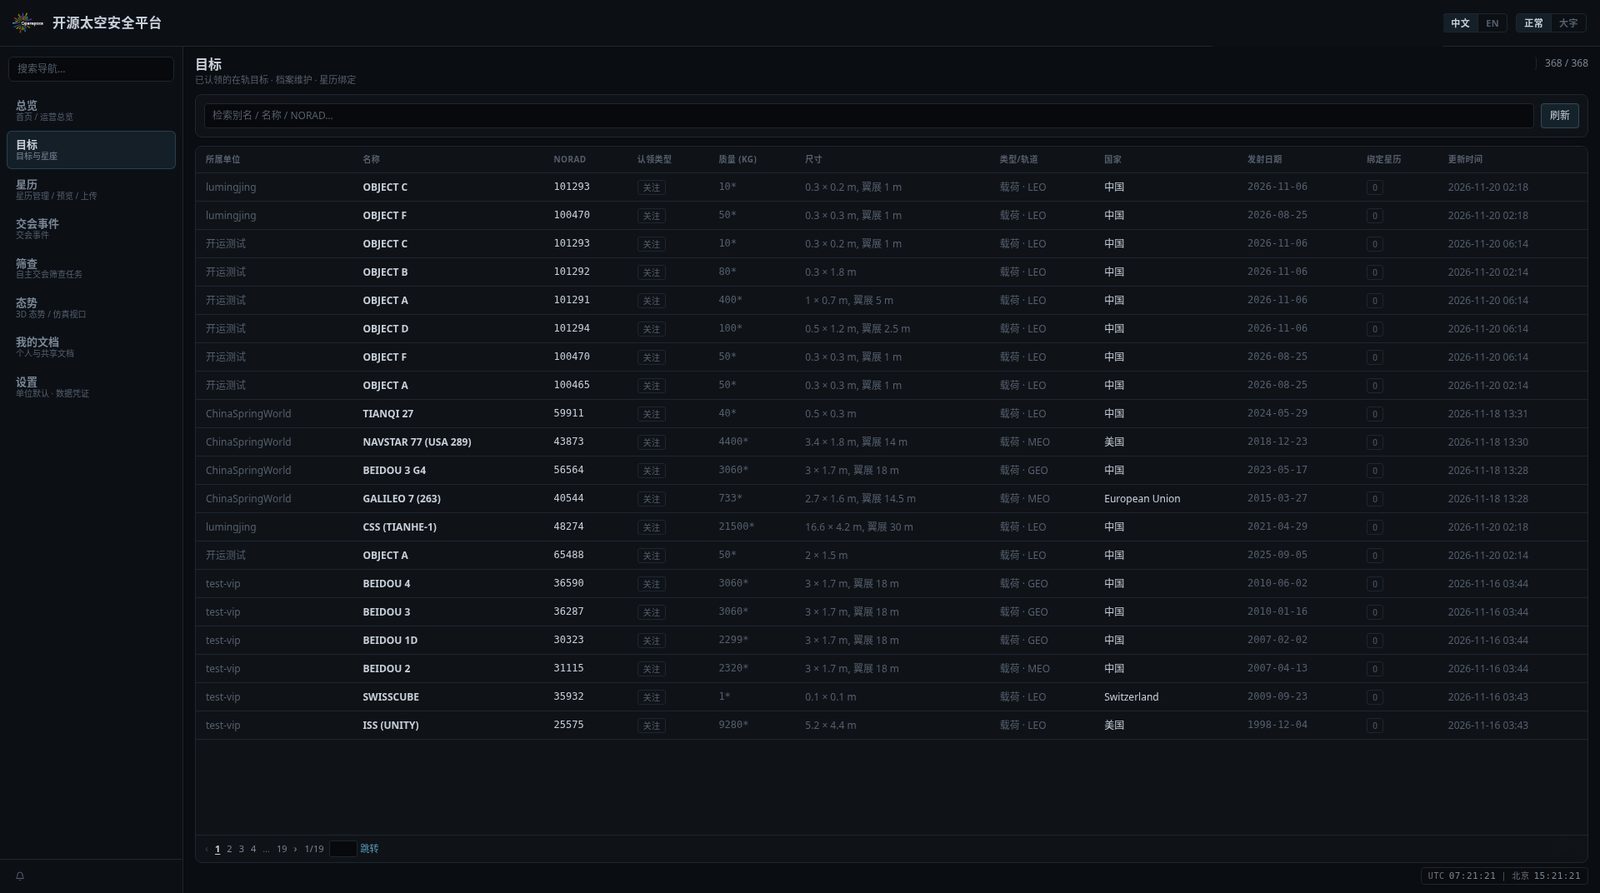 开源太空安全平台
中文 EN 正常 大字
搜索导航...
总览
首页 / 运营总览
目标
目标与星座
星历
星历管理 / 预览 / 上传
交会事件
交会事件
筛查
自主交会筛查任务
态势
3D 态势 / 仿真视口
我的文档
个人与共享文档
设置
单位默认 · 数据凭证
目标
已认领的在轨目标 · 档案维护 · 星历绑定
368 / 368
检索别名 / 名称 / NORAD... 刷新
所属单位 名称 NORAD 认领类型 质量 (KG) 尺寸 类型/轨道 国家 发射日期 绑定星历 更新时间
lumingjing OBJECT C 101293 关注 10* 0.3 × 0.2 m, 翼展 1 m 载荷 · LEO 中国 2026-11-06 0 2026-11-20 02:18
lumingjing OBJECT F 100470 关注 50* 0.3 × 0.3 m, 翼展 1 m 载荷 · LEO 中国 2026-08-25 0 2026-11-20 02:18
开运测试 OBJECT C 101293 关注 10* 0.3 × 0.2 m, 翼展 1 m 载荷 · LEO 中国 2026-11-06 0 2026-11-20 06:14
开运测试 OBJECT B 101292 关注 80* 0.3 × 1.8 m 载荷 · LEO 中国 2026-11-06 0 2026-11-20 02:14
开运测试 OBJECT A 101291 关注 400* 1 × 0.7 m, 翼展 5 m 载荷 · LEO 中国 2026-11-06 0 2026-11-20 06:14
开运测试 OBJECT D 101294 关注 100* 0.5 × 1.2 m, 翼展 2.5 m 载荷 · LEO 中国 2026-11-06 0 2026-11-20 06:14
开运测试 OBJECT F 100470 关注 50* 0.3 × 0.3 m, 翼展 1 m 载荷 · LEO 中国 2026-08-25 0 2026-11-20 06:14
开运测试 OBJECT A 100465 关注 50* 0.3 × 0.3 m, 翼展 1 m 载荷 · LEO 中国 2026-08-25 0 2026-11-20 02:14
ChinaSpringWorld TIANQI 27 59911 关注 40* 0.5 × 0.3 m 载荷 · LEO 中国 2024-05-29 0 2026-11-18 13:31
ChinaSpringWorld NAVSTAR 77 (USA 289) 43873 关注 4400* 3.4 × 1.8 m, 翼展 14 m 载荷 · MEO 美国 2018-12-23 0 2026-11-18 13:30
ChinaSpringWorld BEIDOU 3 G4 56564 关注 3060* 3 × 1.7 m, 翼展 18 m 载荷 · GEO 中国 2023-05-17 0 2026-11-18 13:28
ChinaSpringWorld GALILEO 7 (263) 40544 关注 733* 2.7 × 1.6 m, 翼展 14.5 m 载荷 · MEO European Union 2015-03-27 0 2026-11-18 13:28
lumingjing CSS (TIANHE-1) 48274 关注 21500* 16.6 × 4.2 m, 翼展 30 m 载荷 · LEO 中国 2021-04-29 0 2026-11-20 02:18
开运测试 OBJECT A 65488 关注 50* 2 × 1.5 m 载荷 · LEO 中国 2025-09-05 0 2026-11-20 02:14
test-vip BEIDOU 4 36590 关注 3060* 3 × 1.7 m, 翼展 18 m 载荷 · GEO 中国 2010-06-02 0 2026-11-16 03:44
test-vip BEIDOU 3 36287 关注 3060* 3 × 1.7 m, 翼展 18 m 载荷 · GEO 中国 2010-01-16 0 2026-11-16 03:44
test-vip BEIDOU 1D 30323 关注 2299* 3 × 1.7 m, 翼展 18 m 载荷 · GEO 中国 2007-02-02 0 2026-11-16 03:44
test-vip BEIDOU 2 31115 关注 2320* 3 × 1.7 m, 翼展 18 m 载荷 · MEO 中国 2007-04-13 0 2026-11-16 03:44
test-vip SWISSCUBE 35932 关注 1* 0.1 × 0.1 m 载荷 · LEO Switzerland 2009-09-23 0 2026-11-16 03:43
test-vip ISS (UNITY) 25575 关注 9280* 5.2 × 4.4 m 载荷 · LEO 美国 1998-12-04 0 2026-11-16 03:43
‹ 1 2 3 4 ... 19 › 1/19 跳转
UTC 07:21:21 | 北京 15:21:21